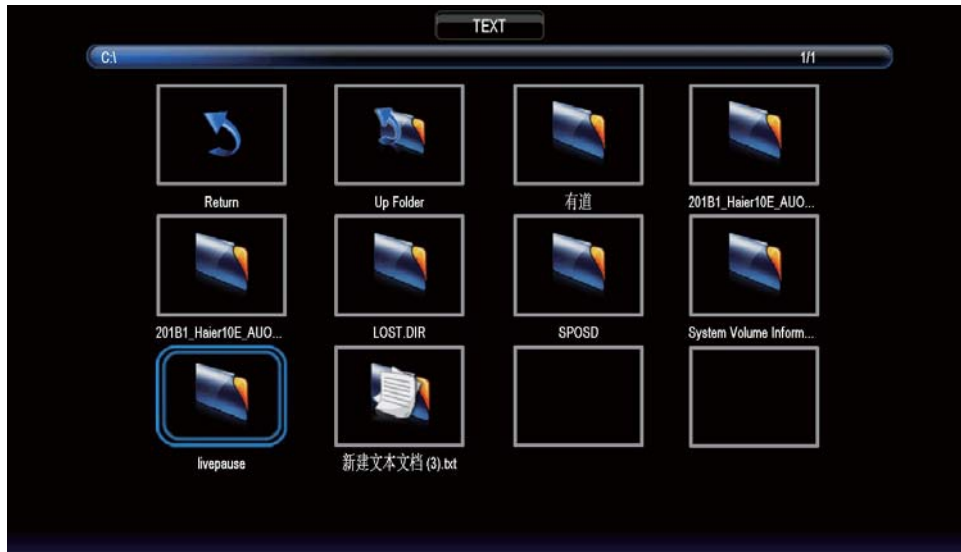 TEXT
C:\ 1/1
Return Up Folder 有道 201B1_Haier10E_AUO...
201B1_Haier10E_AUO... LOST.DIR SPOSD System Volume Inform...
livepause 新建文本文档 (3).txt